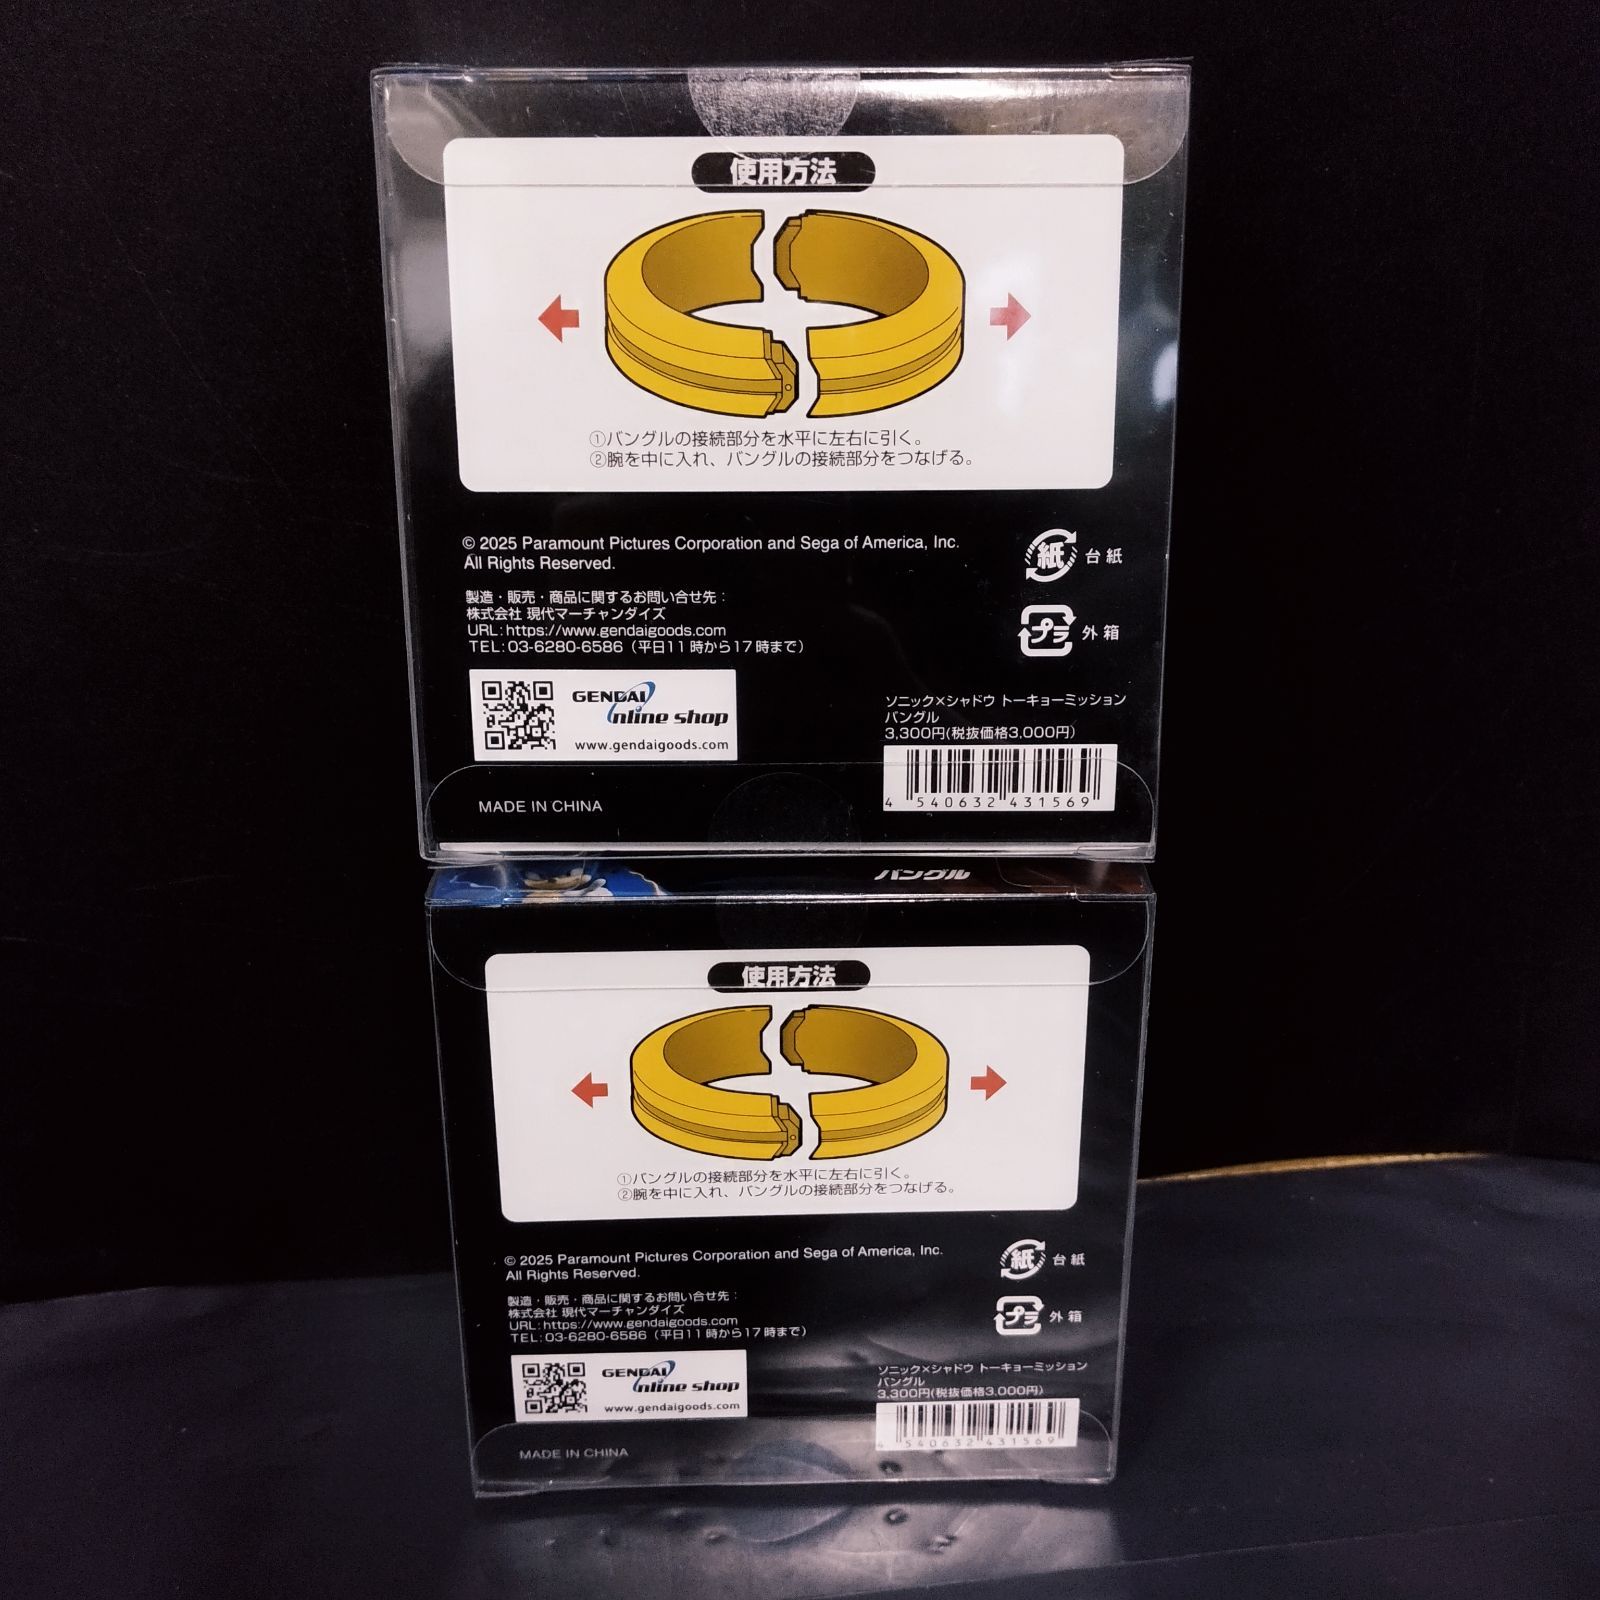 使用方法
①バングルの接続部分を水平に左右に引く。
②腕を中に入れ、バングルの接続部分をつなげる。
© 2025 Paramount Pictures Corporation and Sega of America, Inc.
All Rights Reserved.
紙 台紙
製造・販売・商品に関するお問い合せ先：
株式会社 現代マーチャンダイズ
URL：https://www.gendaigoods.com
TEL：03-6280-6586（平日11時から17時まで）
プラ 外箱
GENDAI
Online shop
www.gendaigoods.com
ソニック×シャドウ トーキョーミッション
バングル
3,300円(税抜価格3,000円)
4 540632 431569
MADE IN CHINA
バングル
使用方法
①バングルの接続部分を水平に左右に引く。
②腕を中に入れ、バングルの接続部分をつなげる。
© 2025 Paramount Pictures Corporation and Sega of America, Inc.
All Rights Reserved.
紙 台紙
製造・販売・商品に関するお問い合せ先：
株式会社 現代マーチャンダイズ
URL：https://www.gendaigoods.com
TEL：03-6280-6586（平日11時から17時まで）
プラ 外箱
GENDAI
Online shop
www.gendaigoods.com
ソニック×シャドウ トーキョーミッション
バングル
3,300円(税抜価格3,000円)
4 540632 431569
MADE IN CHINA